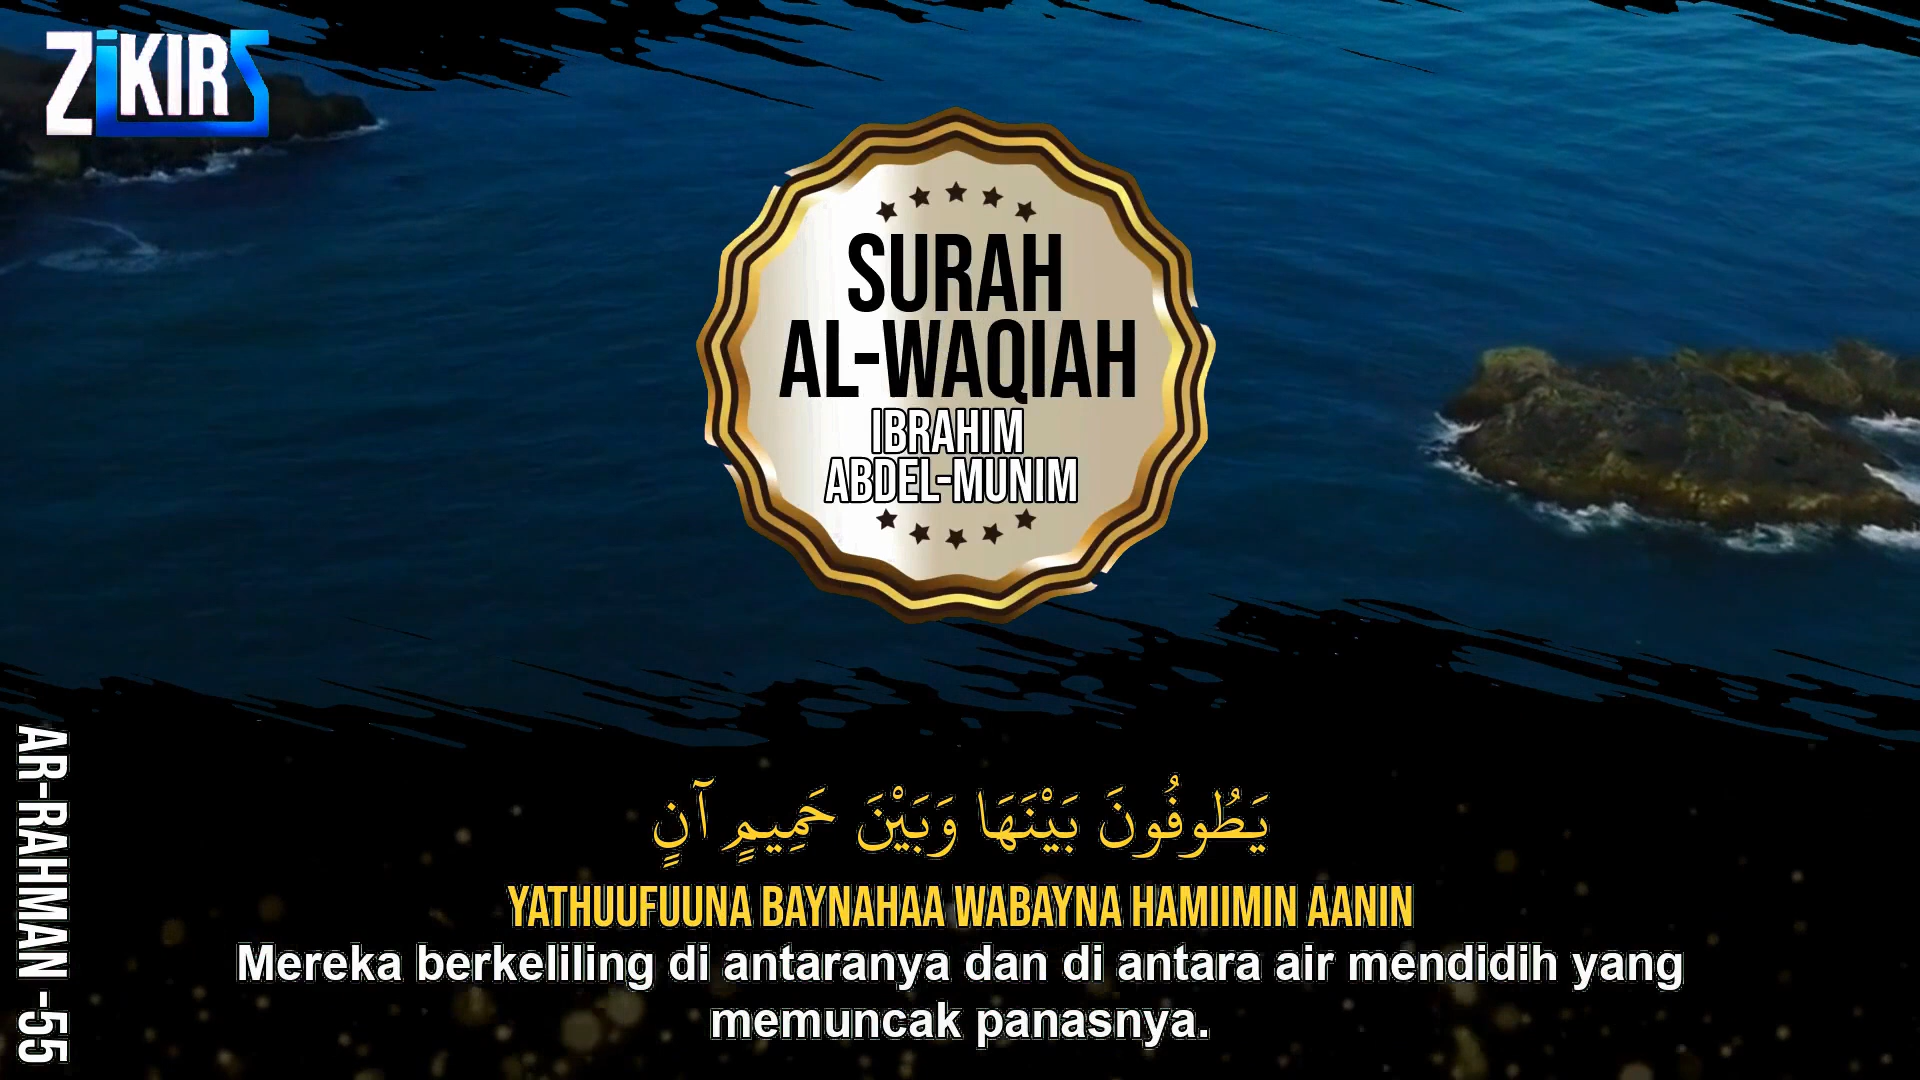 ZIKIRS
SURAH
AL-WAQIAH
IBRAHIM
ABDEL-MUNIM
AR-RAHMAN -55
يَطُوفُونَ بَيْنَهَا وَبَيْنَ حَمِيمٍ آنٍ
YATHUUFUUNA BAYNAHAA WABAYNA HAMIIMIN AANIN
Mereka berkeliling di antaranya dan di antara air mendidih yang
memuncak panasnya.